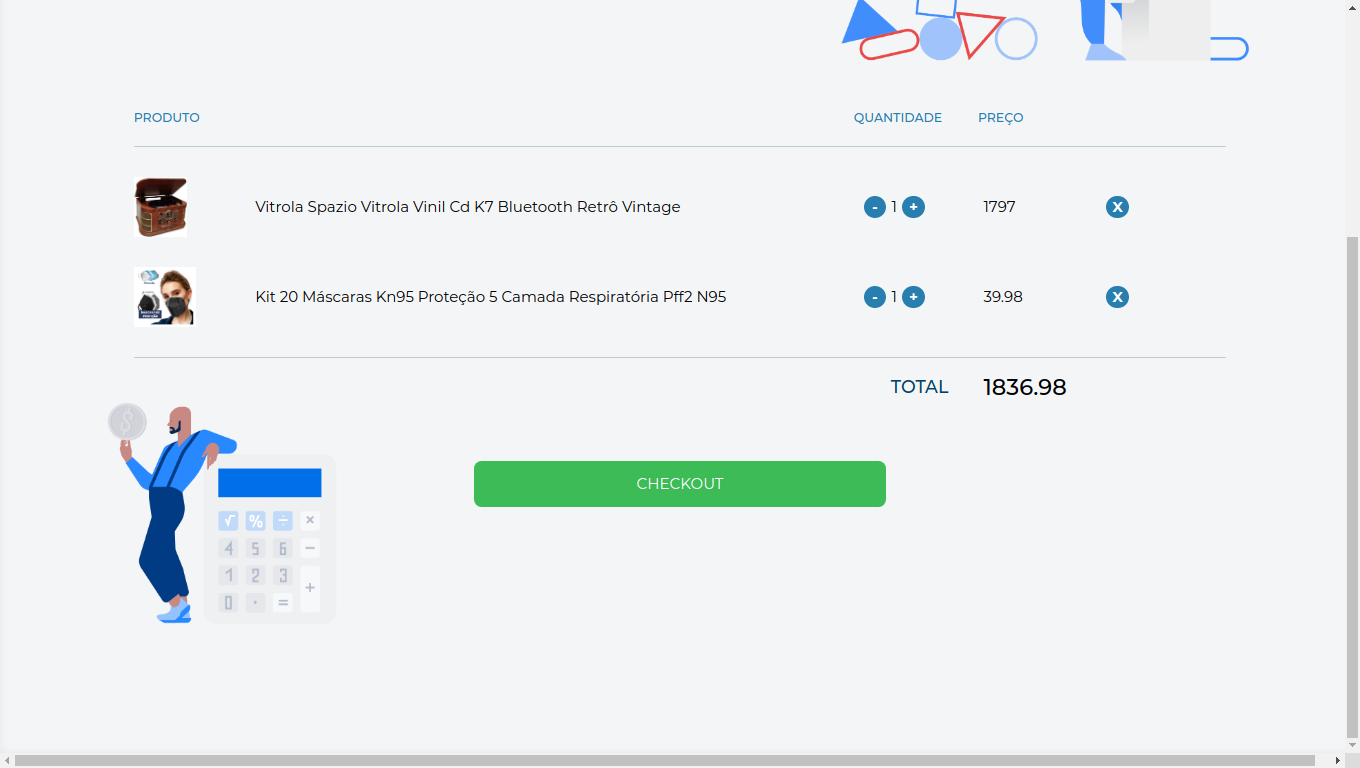 PRODUTO QUANTIDADE PREÇO
Vitrola Spazio Vitrola Vinil Cd K7 Bluetooth Retrô Vintage - 1 + 1797 X
Kit 20 Máscaras Kn95 Proteção 5 Camada Respiratória Pff2 N95 - 1 + 39.98 X
TOTAL 1836.98
CHECKOUT
$
√ % ÷ ×
4 5 6 −
1 2 3 +
0 · =